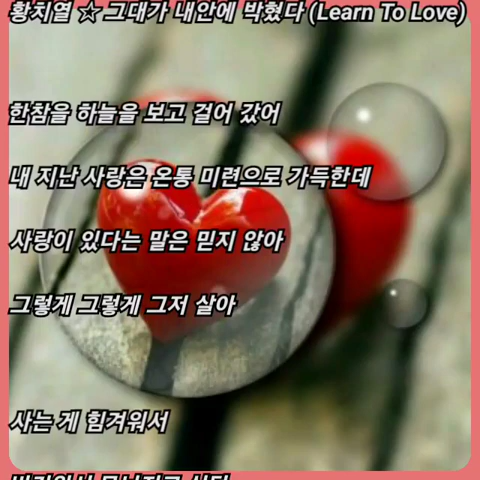 황치열 ☆ 그대가 내안에 박혔다 (Learn To Love)
한참을 하늘을 보고 걸어 갔어
내 지난 사랑은 온통 미련으로 가득한데
사랑이 있다는 말은 믿지 않아
그렇게 그렇게 그저 살아
사는 게 힘겨워서